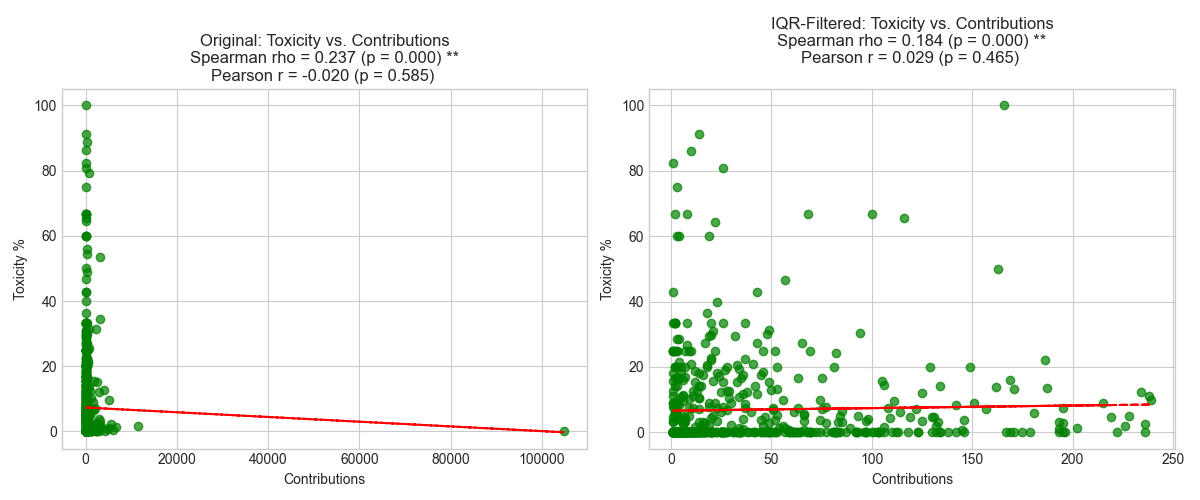 Original: Toxicity vs. Contributions
Spearman rho = 0.237 (p = 0.000) **
Pearson r = -0.020 (p = 0.585)
100
80
60
40
20
0
Toxicity %
0
20000
40000
60000
80000
100000
Contributions
IQR-Filtered: Toxicity vs. Contributions
Spearman rho = 0.184 (p = 0.000) **
Pearson r = 0.029 (p = 0.465)
100
80
60
40
20
0
Toxicity %
0
50
100
150
200
250
Contributions